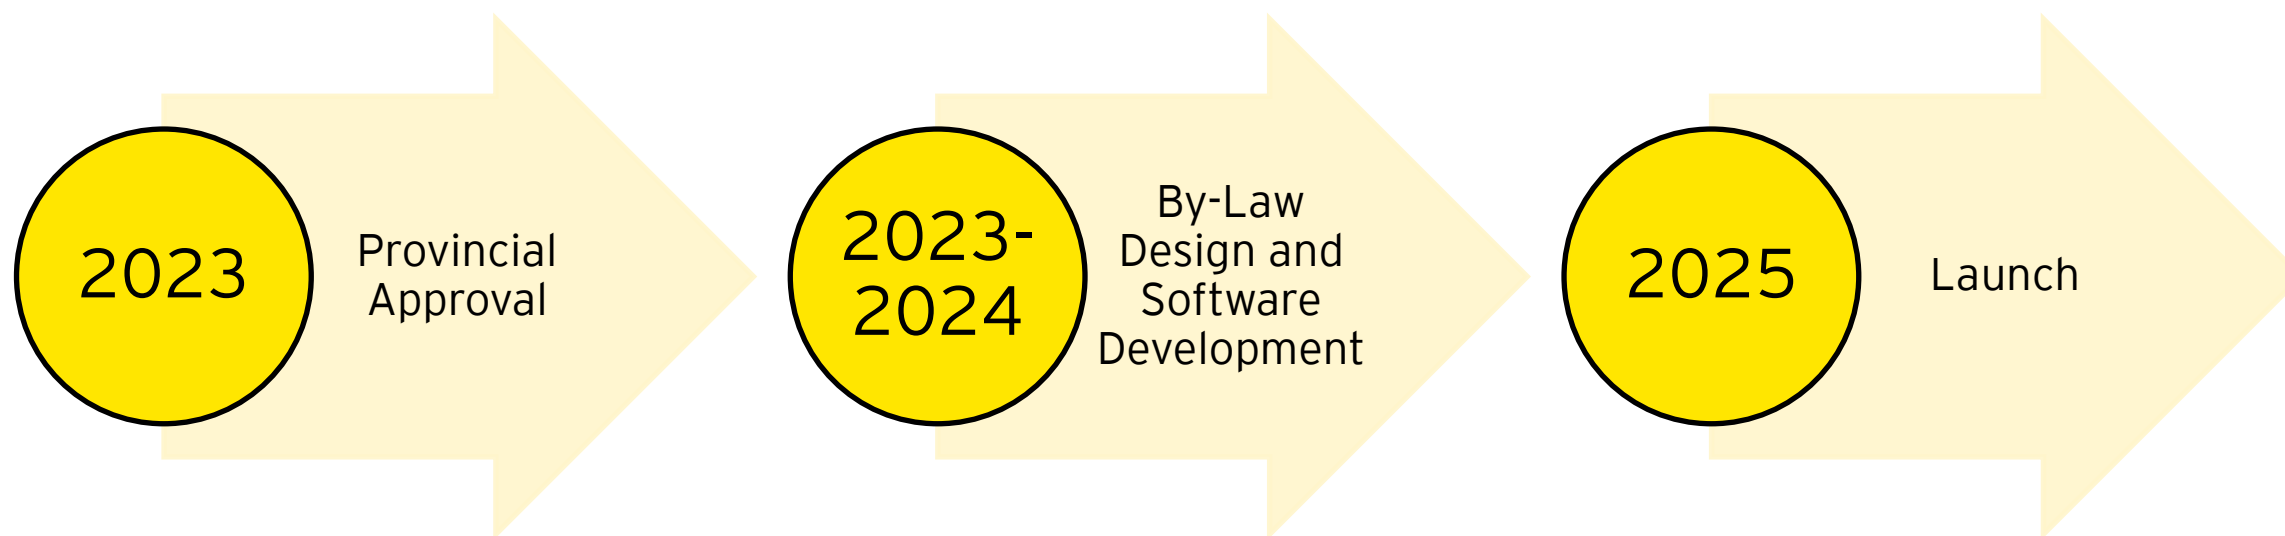 2023
Provincial
Approval
2023-
2024
By-Law
Design and
Software
Development
2025
Launch